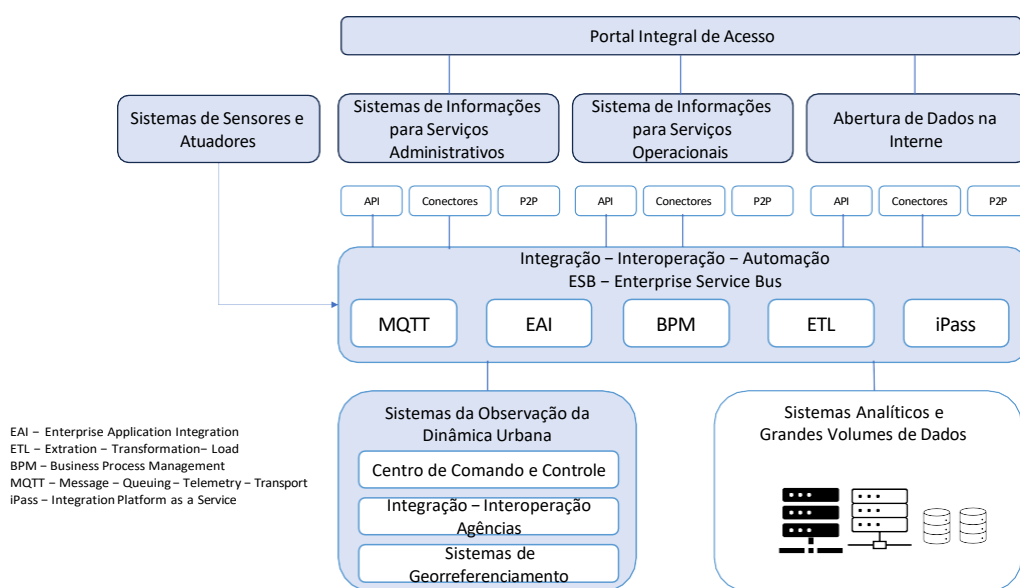 Portal Integral de Acesso
Sistemas de Sensores e
Atuadores
Sistemas de Informações
para Serviços
Administrativos
Sistema de Informações
para Serviços
Operacionais
Abertura de Dados na
Interne
API
Conectores
P2P
API
Conectores
P2P
API
Conectores
P2P
Integração – Interoperação – Automação
ESB – Enterprise Service Bus
MQTT
EAI
BPM
ETL
iPass
Sistemas da Observação da
Dinâmica Urbana
Centro de Comando e Controle
Integração – Interoperação
Agências
Sistemas de
Georreferenciamento
Sistemas Analíticos e
Grandes Volumes de Dados
EAI – Enterprise Application Integration
ETL – Extration – Transformation– Load
BPM – Business Process Management
MQTT – Message – Queuing – Telemetry – Transport
iPass – Integration Platform as a Service